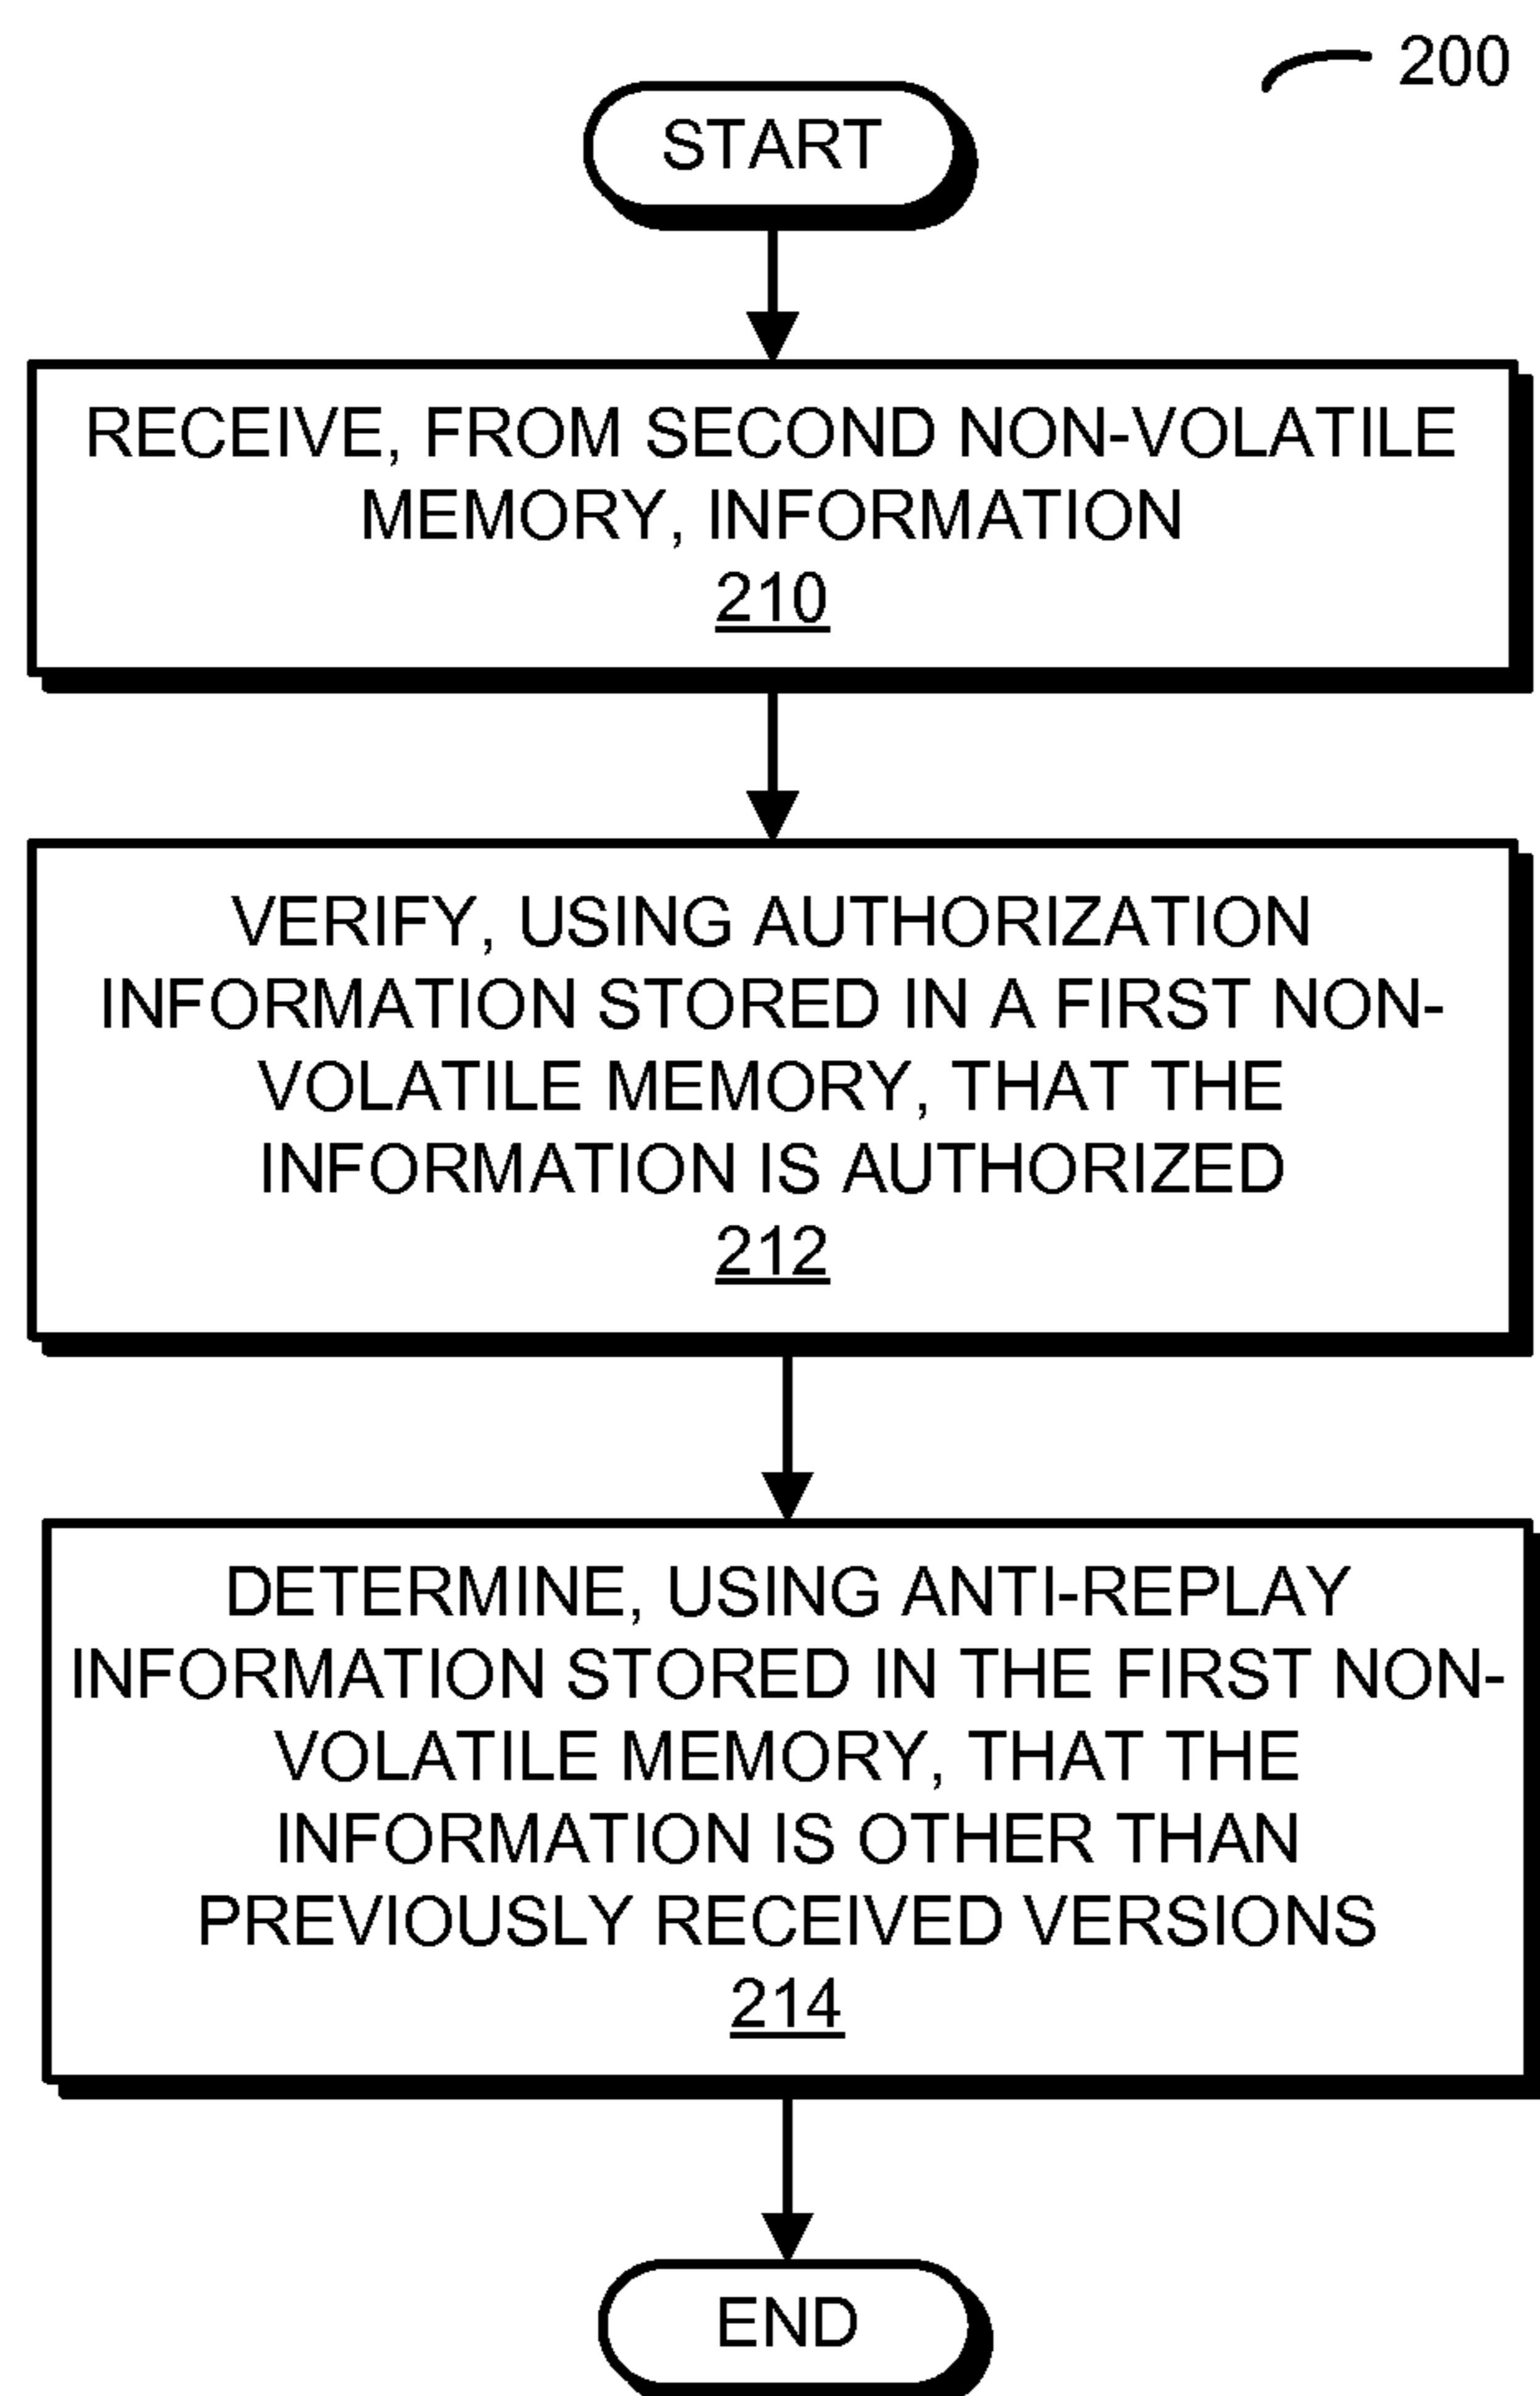 200
START
RECEIVE, FROM SECOND NON-VOLATILE
MEMORY, INFORMATION
210
VERIFY, USING AUTHORIZATION
INFORMATION STORED IN A FIRST NON-
VOLATILE MEMORY, THAT THE
INFORMATION IS AUTHORIZED
212
DETERMINE, USING ANTI-REPLAY
INFORMATION STORED IN THE FIRST NON-
VOLATILE MEMORY, THAT THE
INFORMATION IS OTHER THAN
PREVIOUSLY RECEIVED VERSIONS
214
END